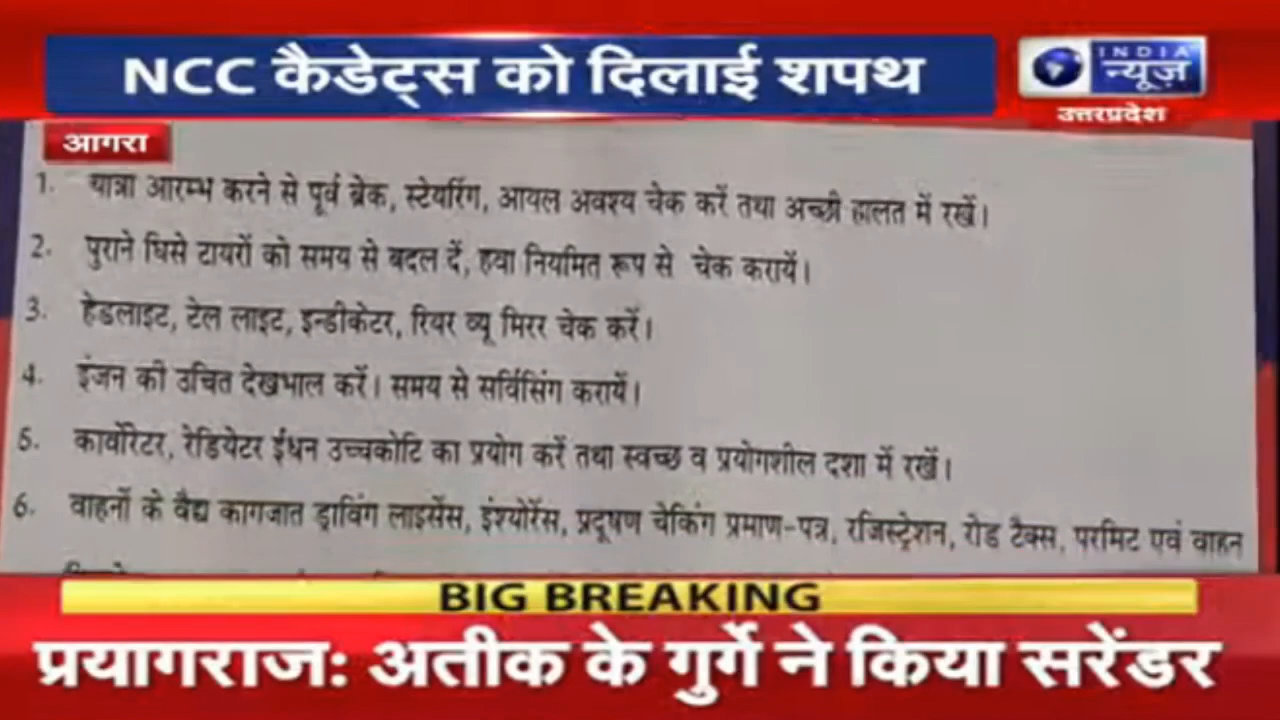 NCC कैडेट्स को दिलाई शपथ
INDIA
न्यूज़
उत्तरप्रदेश
आगरा
1. यात्रा आरम्भ करने से पूर्व ब्रेक, स्टेयरिंग, आयल अवश्य चेक करें तथा अच्छी हालत में रखें।
2. पुराने घिसे टायरों को समय से बदल दें, हवा नियमित रूप से चेक करायें।
3. हेडलाइट, टेल लाइट, इन्डीकेटर, रियर व्यू मिरर चेक करें।
4. इंजन की उचित देखभाल करें। समय से सर्विसिंग करायें।
5. कार्वोरेटर, रेडियेटर ईंधन उच्चकोटि का प्रयोग करें तथा स्वच्छ व प्रयोगशील दशा में रखें।
6. वाहनों के वैद्य कागजात ड्राविंग लाइसेंस, इंश्योरेंस, प्रदूषण चेकिंग प्रमाण-पत्र, रजिस्ट्रेशन, रोड टैक्स, परमिट एवं वाहन
BIG BREAKING
प्रयागराज: अतीक के गुर्गे ने किया सरेंडर